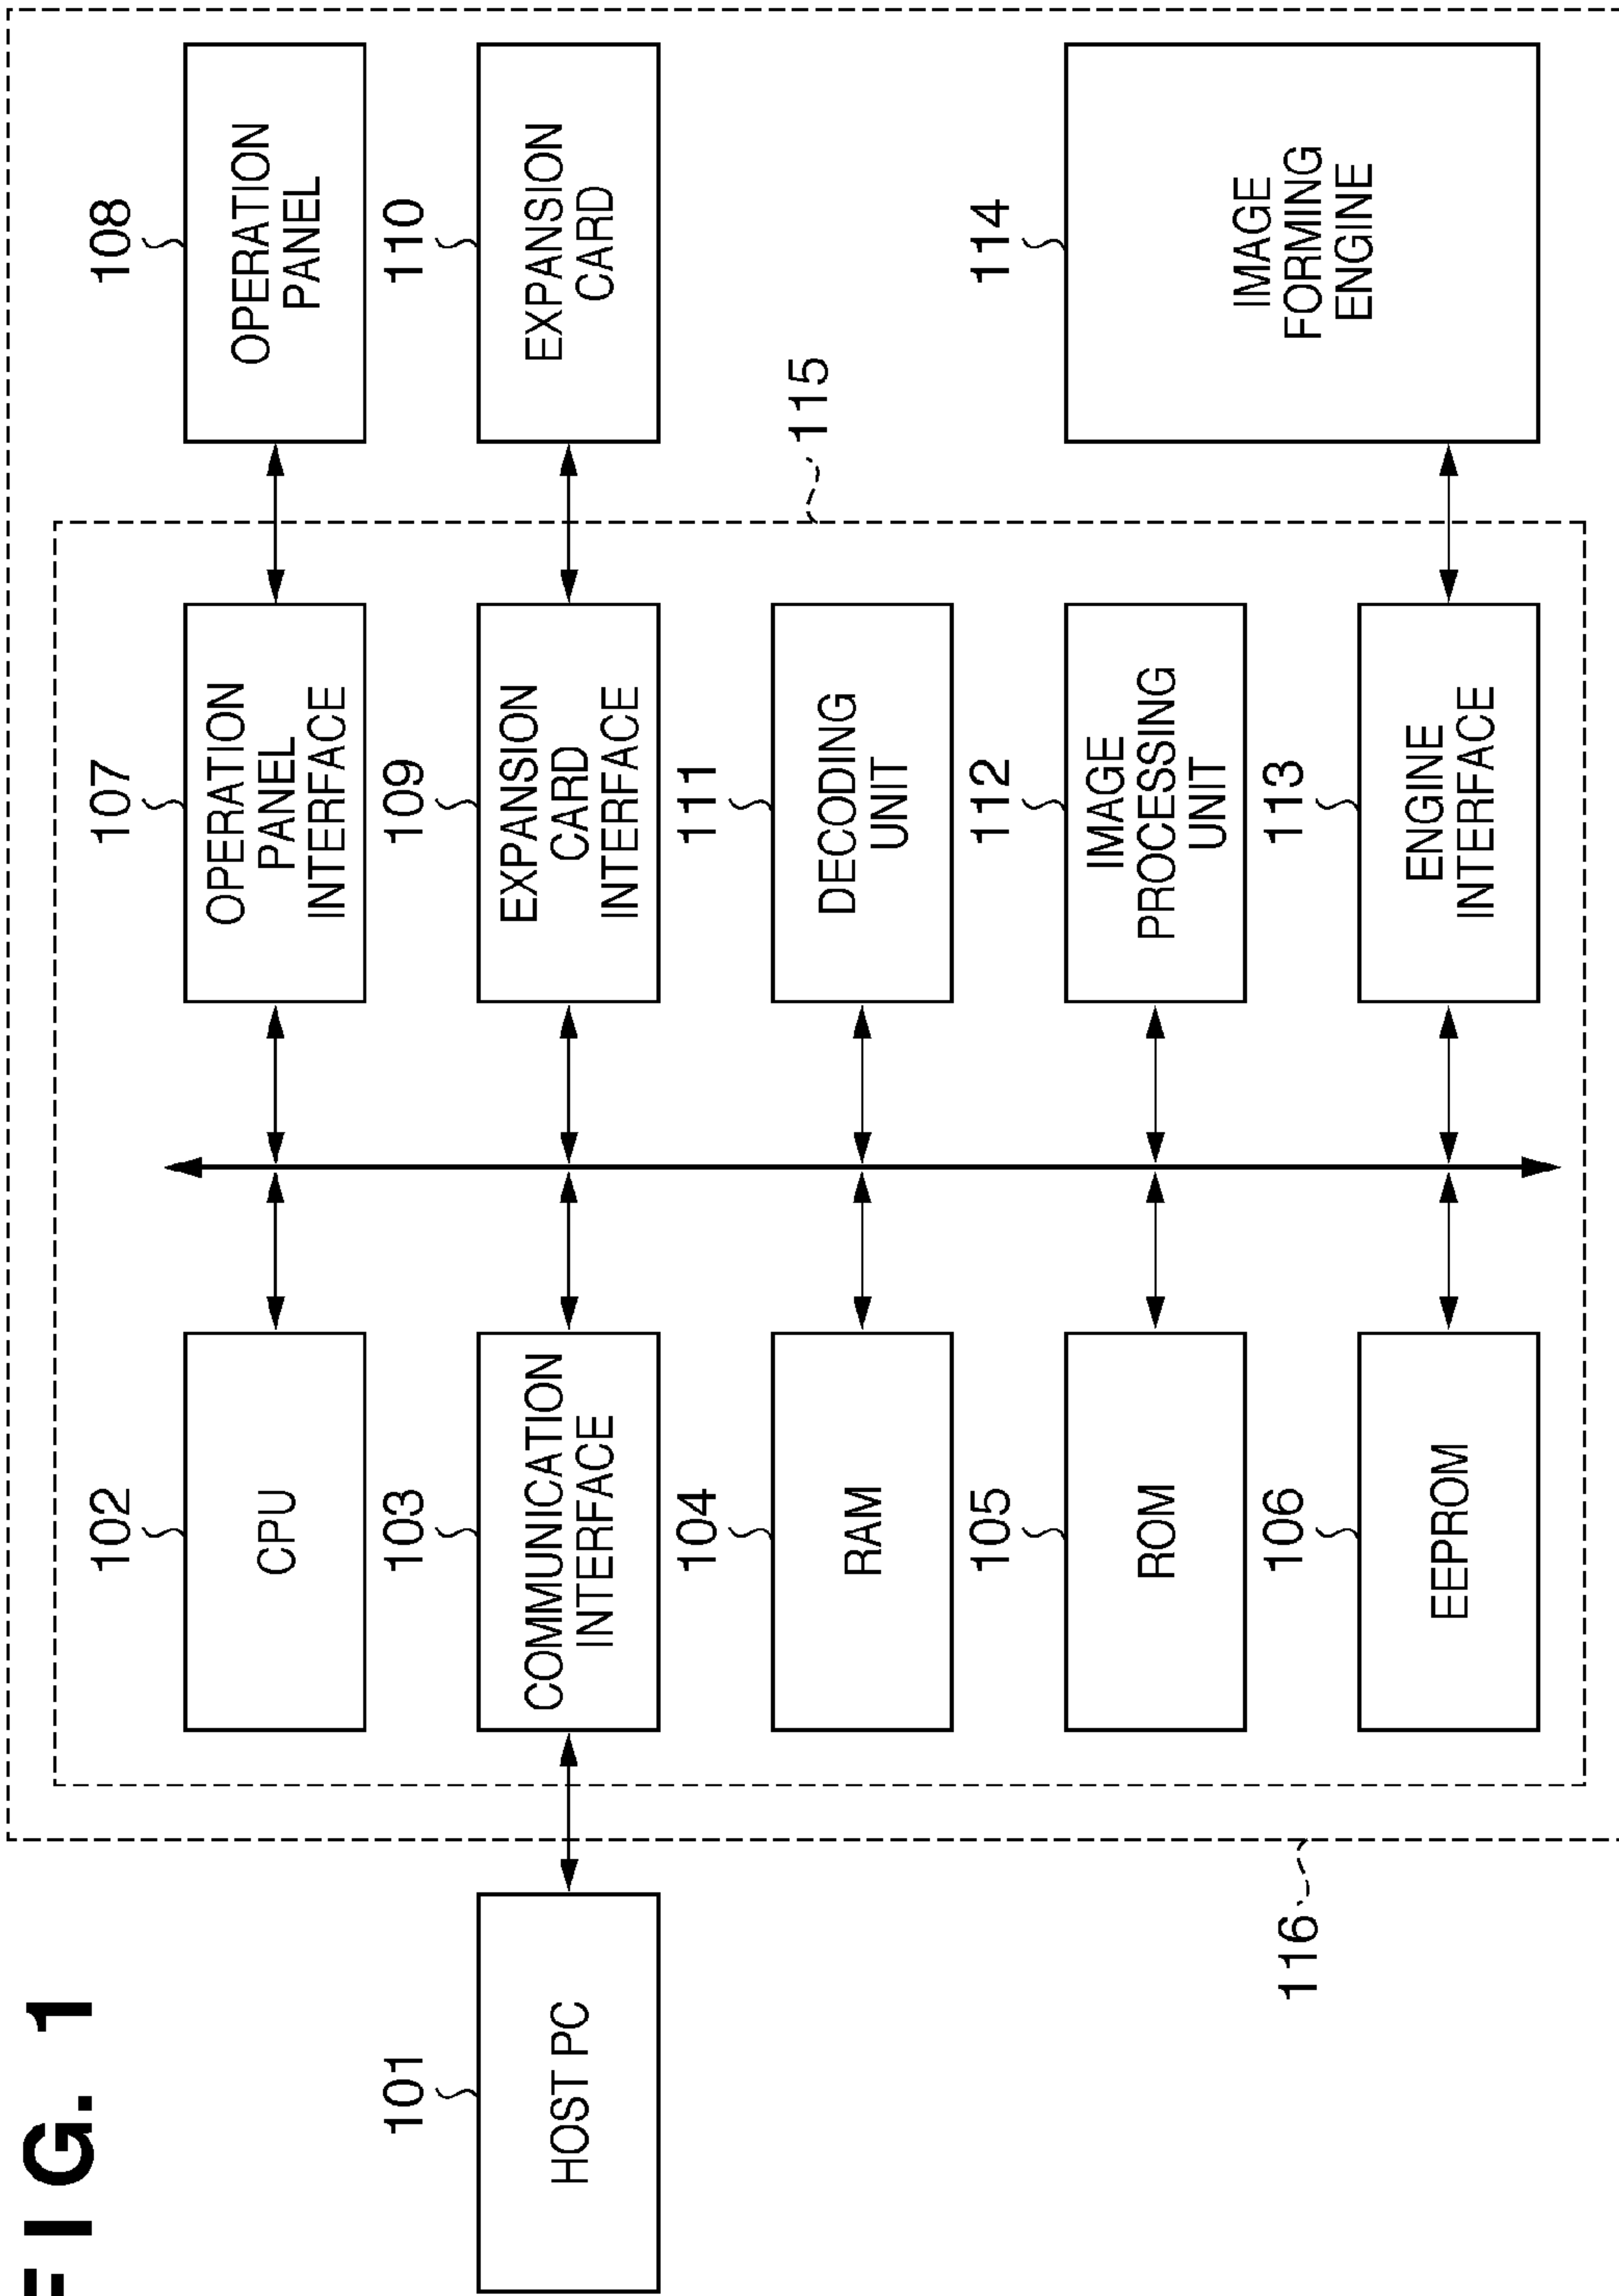 FIG. 1
101
HOST PC
116
102
CPU
103
COMMUNICATION
INTERFACE
104
RAM
105
ROM
106
EEPROM
107
OPERATION
PANEL
INTERFACE
109
EXPANSION
CARD
INTERFACE
111
DECODING
UNIT
112
IMAGE
PROCESSING
UNIT
113
ENGINE
INTERFACE
115
108
OPERATION
PANEL
110
EXPANSION
CARD
114
IMAGE
FORMING
ENGINE